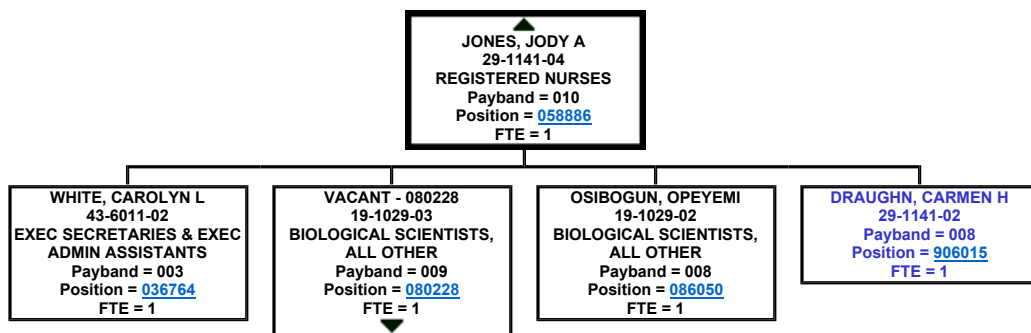 JONES, JODY A
29-1141-04
REGISTERED NURSES
Payband = 010
Position = 058886
FTE = 1
WHITE, CAROLYN L
43-6011-02
EXEC SECRETARIES & EXEC
ADMIN ASSISTANTS
Payband = 003
Position = 036764
FTE = 1
VACANT - 080228
19-1029-03
BIOLOGICAL SCIENTISTS,
ALL OTHER
Payband = 009
Position = 080228
FTE = 1
OSIBOGUN, OPEYEMI
19-1029-02
BIOLOGICAL SCIENTISTS,
ALL OTHER
Payband = 008
Position = 086050
FTE = 1
DRAUGHN, CARMEN H
29-1141-02
Payband = 008
Position = 906015
FTE = 1